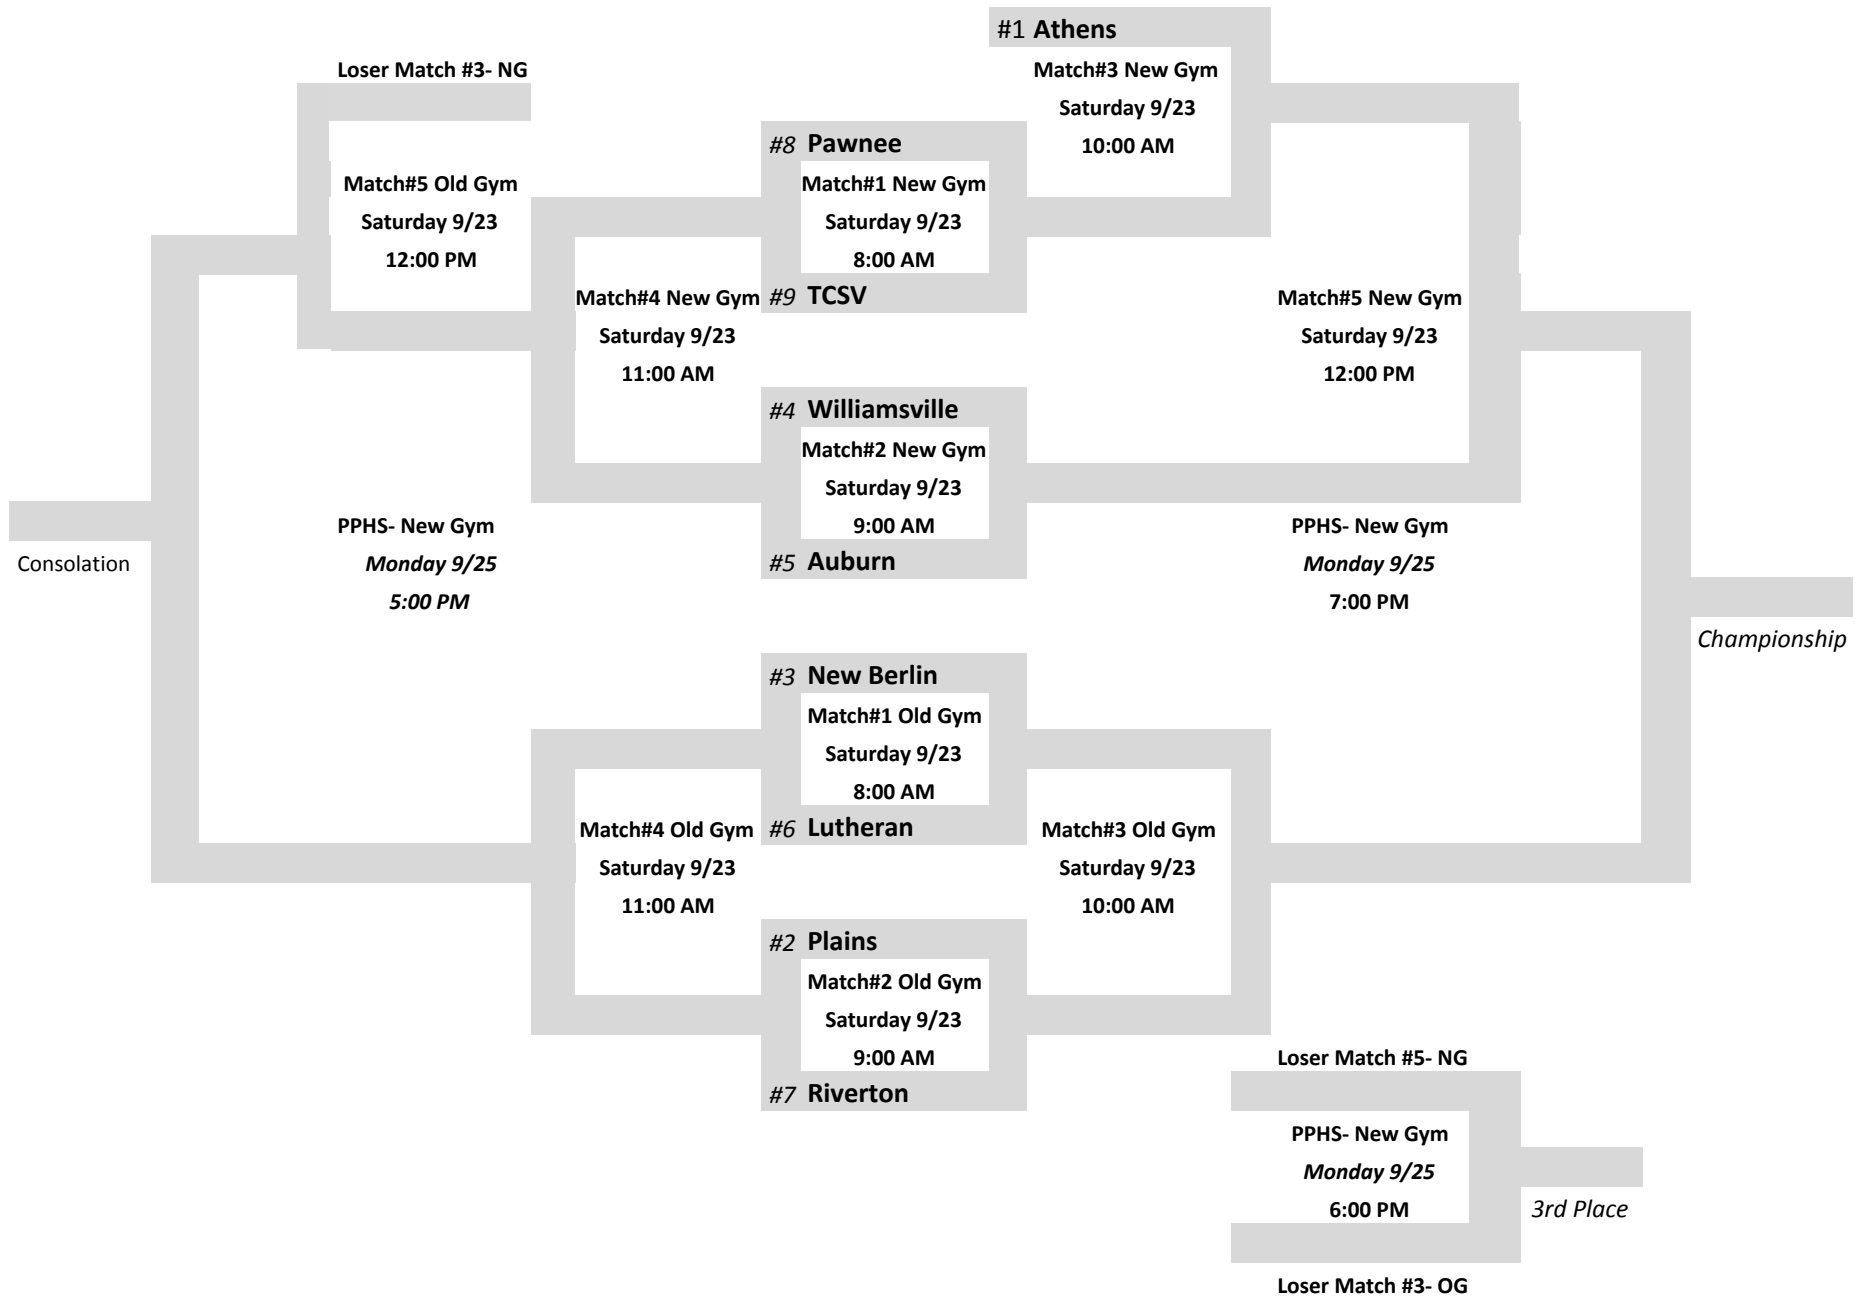 #1 Athens
Loser Match #3- NG
Match#3 New Gym
Saturday 9/23
10:00 AM
#8 Pawnee
Match#1 New Gym
Saturday 9/23
8:00 AM
#9 TCSV
Match#5 Old Gym
Saturday 9/23
12:00 PM
Match#4 New Gym
Saturday 9/23
11:00 AM
Match#5 New Gym
Saturday 9/23
12:00 PM
#4 Williamsville
Match#2 New Gym
Saturday 9/23
9:00 AM
#5 Auburn
PPHS- New Gym
Monday 9/25
5:00 PM
Consolation
PPHS- New Gym
Monday 9/25
7:00 PM
Championship
#3 New Berlin
Match#1 Old Gym
Saturday 9/23
8:00 AM
#6 Lutheran
Match#4 Old Gym
Saturday 9/23
11:00 AM
Match#3 Old Gym
Saturday 9/23
10:00 AM
#2 Plains
Match#2 Old Gym
Saturday 9/23
9:00 AM
#7 Riverton
Loser Match #5- NG
PPHS- New Gym
Monday 9/25
6:00 PM
3rd Place
Loser Match #3- OG